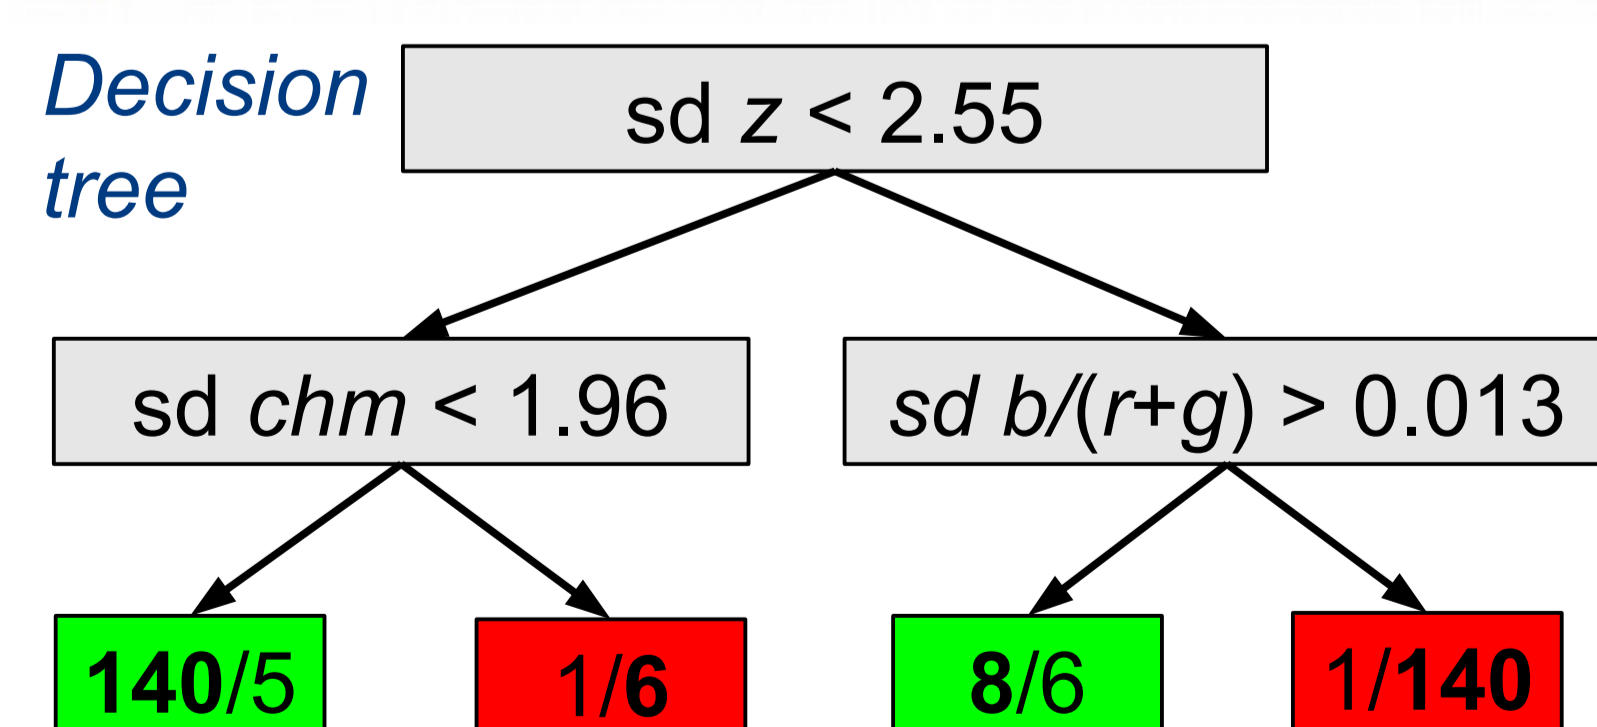 Decision
tree
sd z < 2.55
sd chm < 1.96
sd b/(r+g) > 0.013
140/5
1/6
8/6
1/140